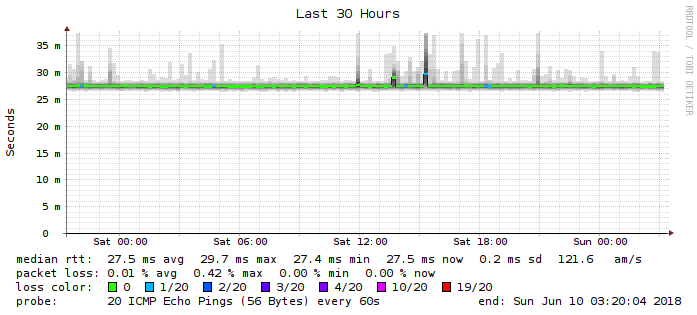 Last 30 Hours
RRDTOOL / TOBI OETIKER
Seconds
35 m
30 m
25 m
20 m
15 m
10 m
5 m
0
Sat 00:00 Sat 06:00 Sat 12:00 Sat 18:00 Sun 00:00
median rtt: 27.5 ms avg 29.7 ms max 27.4 ms min 27.5 ms now 0.2 ms sd 121.6 am/s
packet loss: 0.01 % avg 0.42 % max 0.00 % min 0.00 % now
loss color: 0 1/20 2/20 3/20 4/20 10/20 19/20
probe: 20 ICMP Echo Pings (56 Bytes) every 60s end: Sun Jun 10 03:20:04 2018